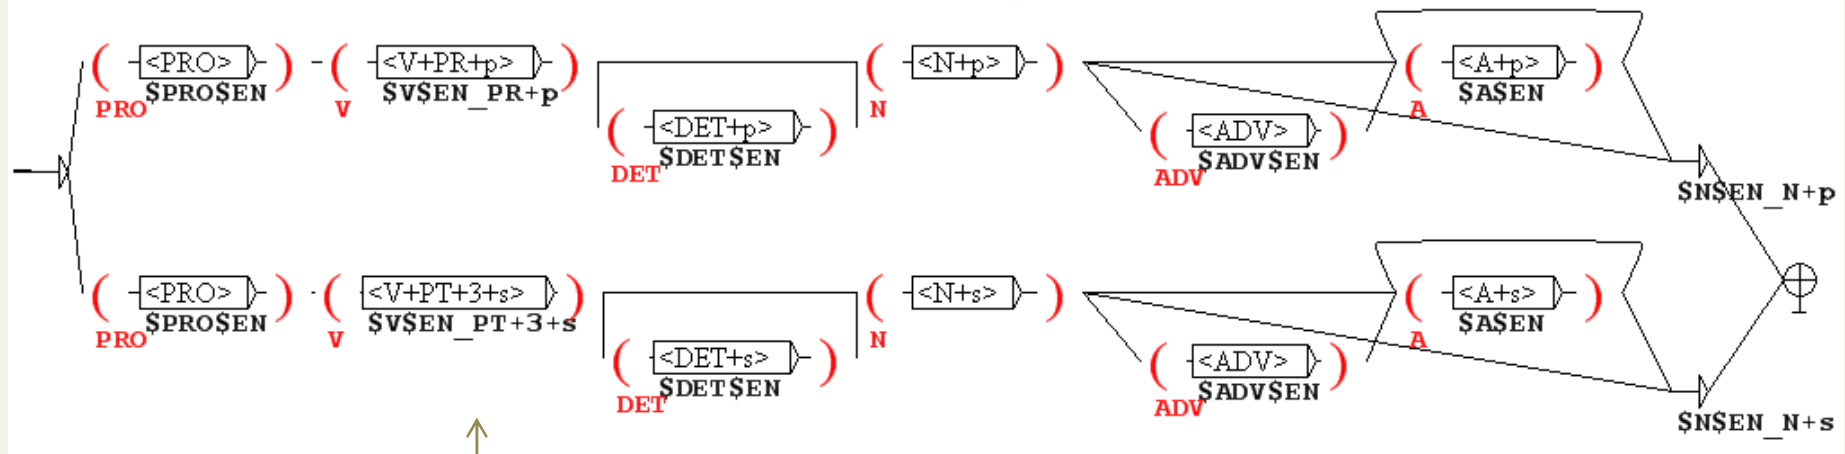 ( <PRO> ) ( <V+PR+p> ) ( <N+p> ) ( <A+p> )
PRO $PRO$EN V $V$EN_PR+p N A $A$EN
( <DET+p> ) ( <ADV> )
DET $DET$EN ADV $ADV$EN
$N$EN_N+p
( <PRO> ) ( <V+PT+3+s> ) ( <N+s> ) ( <A+s> )
PRO $PRO$EN V $V$EN_PT+3+s N A $A$EN
( <DET+s> ) ( <ADV> )
DET $DET$EN ADV $ADV$EN
$N$EN_N+s